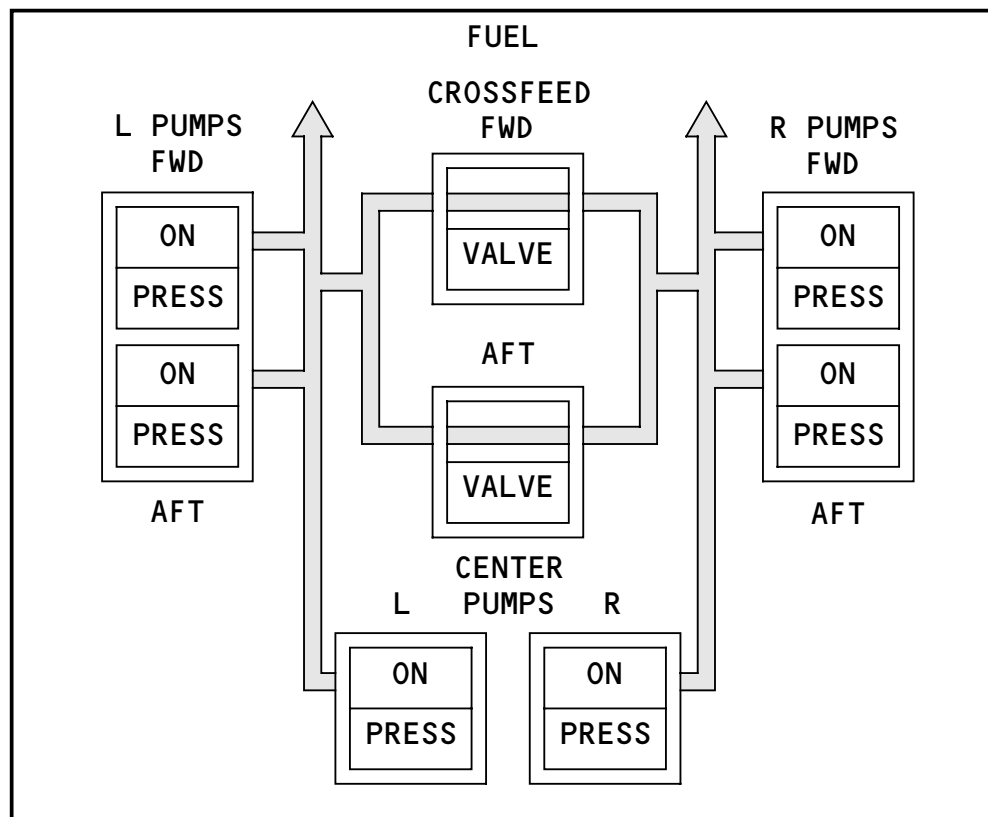 FUEL
CROSSFEED
FWD
L PUMPS
FWD
R PUMPS
FWD
ON
PRESS
ON
PRESS
AFT
VALVE
AFT
VALVE
ON
PRESS
ON
PRESS
AFT
CENTER
L PUMPS R
ON
PRESS
ON
PRESS